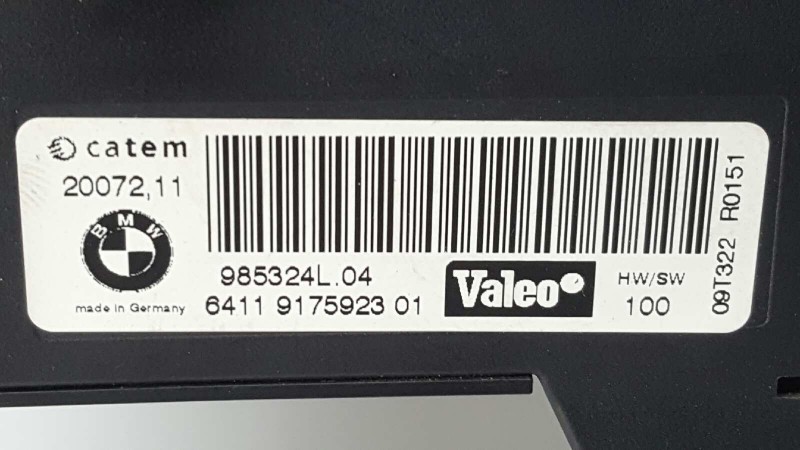 catem
20072,11
BMW
made in Germany
985324L.04
6411 9175923 01
Valeo
HW/SW
100
09T322 R0151